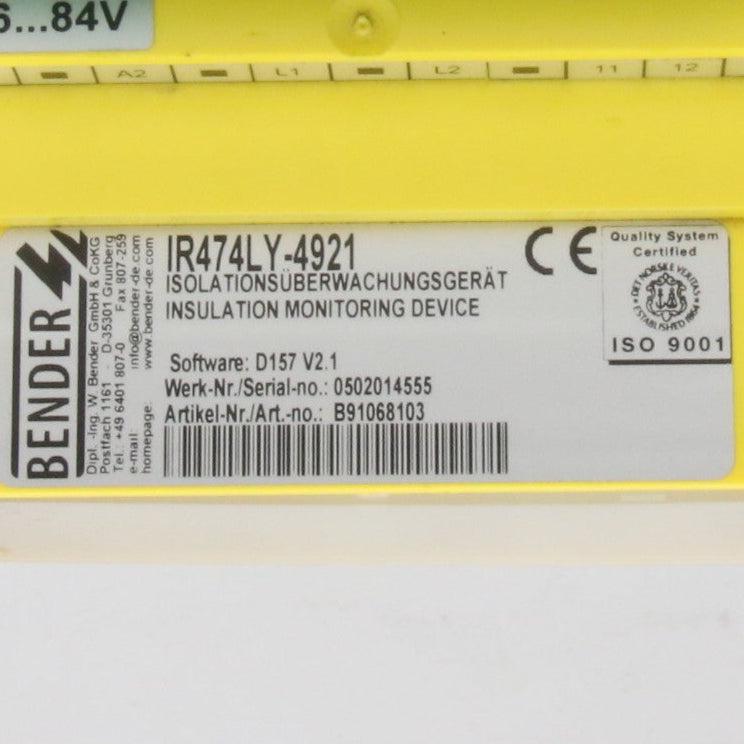 6...84V
A2 L1 L2 11 12
BENDER
Dipl.-Ing. W. Bender GmbH & CoKG
Postfach 1161 · D-35301 Grünberg
Tel.: +49 6401 807-0 Fax 807-259
e-mail: info@bender-de.com
homepage: www.bender-de.com
IR474LY-4921
ISOLATIONSÜBERWACHUNGSGERÄT
INSULATION MONITORING DEVICE
Software: D157 V2.1
Werk-Nr./Serial-no.: 0502014555
Artikel-Nr./Art.-no.: B91068103
CE
Quality System
Certified
DET NORSKE VERITAS
ESTABLISHED 1864
ISO 9001